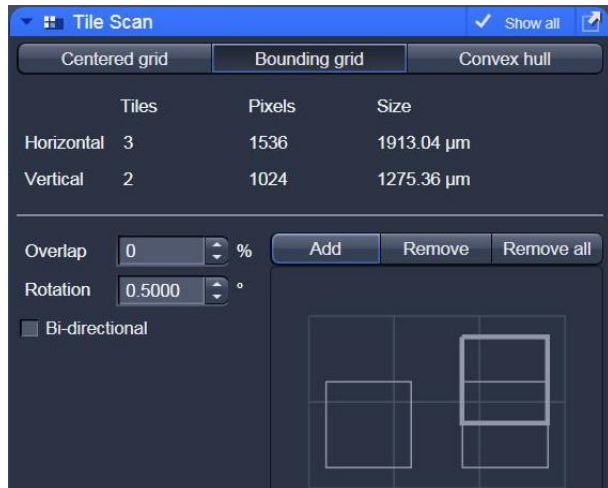 Tile Scan Show all
Centered grid Bounding grid Convex hull
Tiles Pixels Size
Horizontal 3 1536 1913.04 µm
Vertical 2 1024 1275.36 µm
Overlap 0 % Add Remove Remove all
Rotation 0.5000 °
Bi-directional